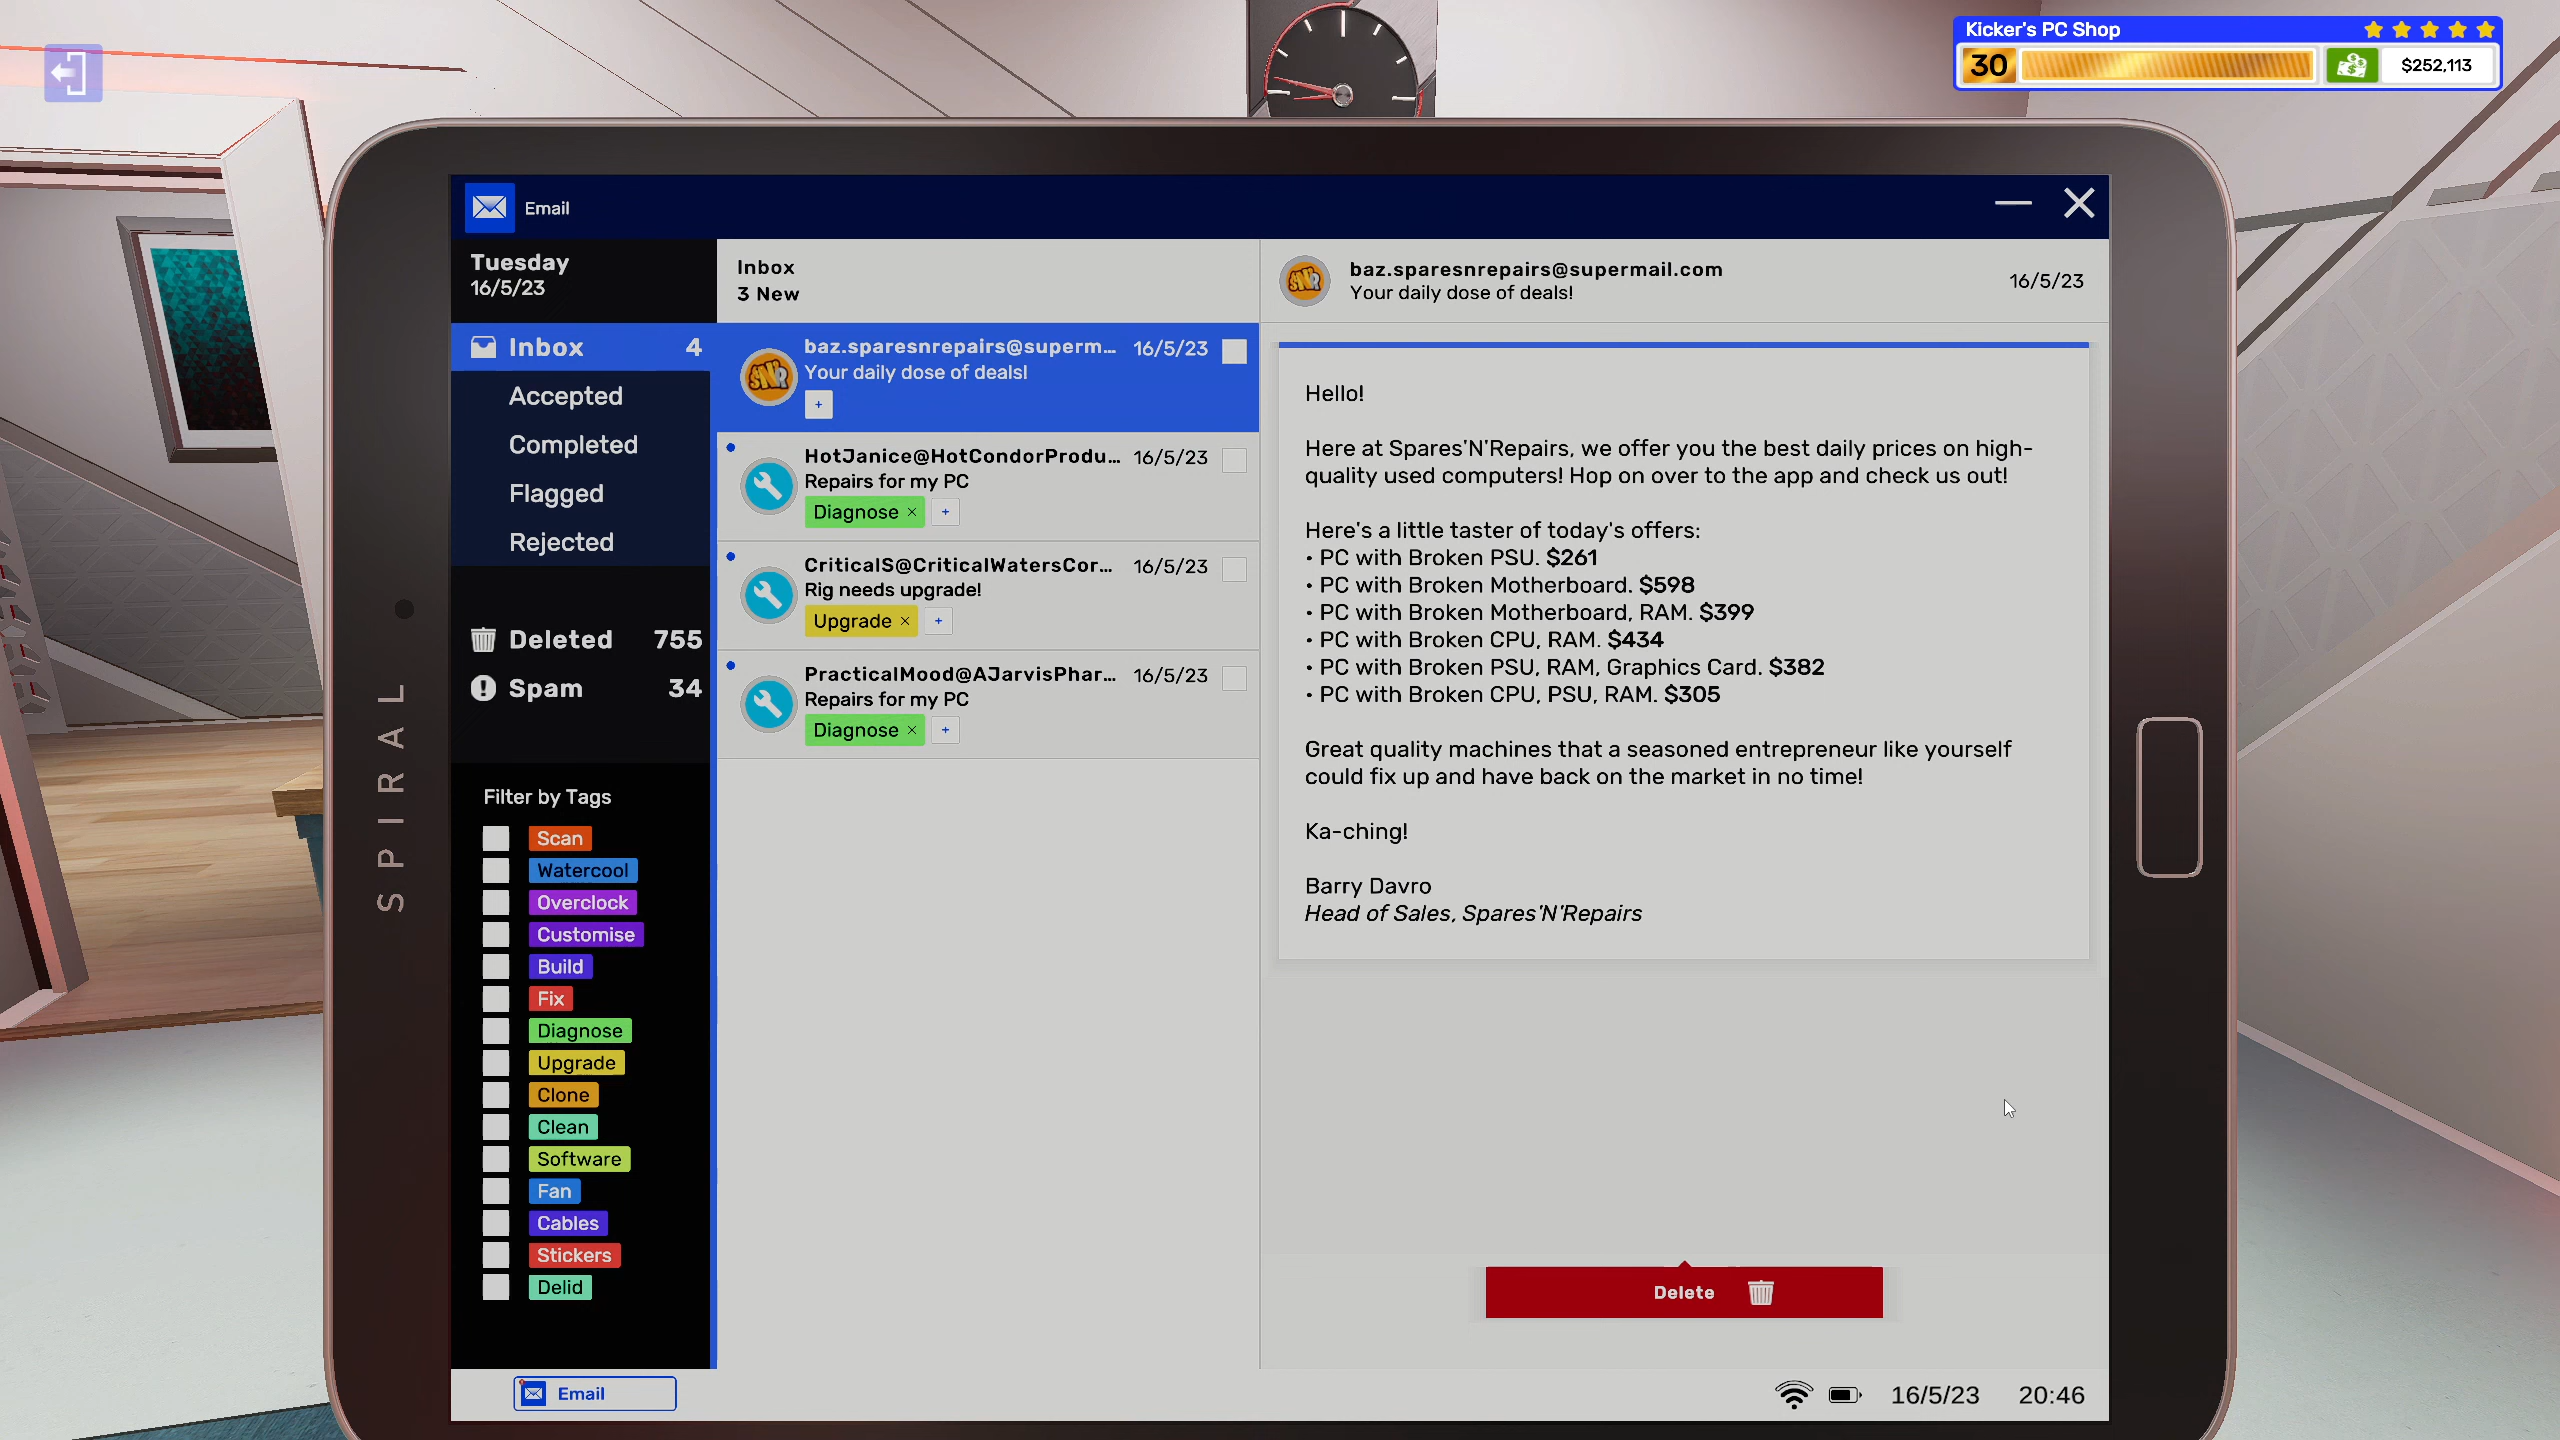 Kicker's PC Shop
30
$252,113
SPIRAL
Email
Tuesday
16/5/23
Inbox 4
Accepted
Completed
Flagged
Rejected
Deleted 755
Spam 34
Filter by Tags
Scan
Watercool
Overclock
Customise
Build
Fix
Diagnose
Upgrade
Clone
Clean
Software
Fan
Cables
Stickers
Delid
Inbox
3 New
baz.sparesnrepairs@superm... 16/5/23
Your daily dose of deals!
+
HotJanice@HotCondorProdu... 16/5/23
Repairs for my PC
Diagnose × +
CriticalS@CriticalWatersCor... 16/5/23
Rig needs upgrade!
Upgrade × +
PracticalMood@AJarvisPhar... 16/5/23
Repairs for my PC
Diagnose × +
SNR
baz.sparesnrepairs@supermail.com 16/5/23
Your daily dose of deals!
Hello!
Here at Spares'N'Repairs, we offer you the best daily prices on high-
quality used computers! Hop on over to the app and check us out!
Here's a little taster of today's offers:
• PC with Broken PSU. $261
• PC with Broken Motherboard. $598
• PC with Broken Motherboard, RAM. $399
• PC with Broken CPU, RAM. $434
• PC with Broken PSU, RAM, Graphics Card. $382
• PC with Broken CPU, PSU, RAM. $305
Great quality machines that a seasoned entrepreneur like yourself
could fix up and have back on the market in no time!
Ka-ching!
Barry Davro
Head of Sales, Spares'N'Repairs
Delete
Email
16/5/23 20:46